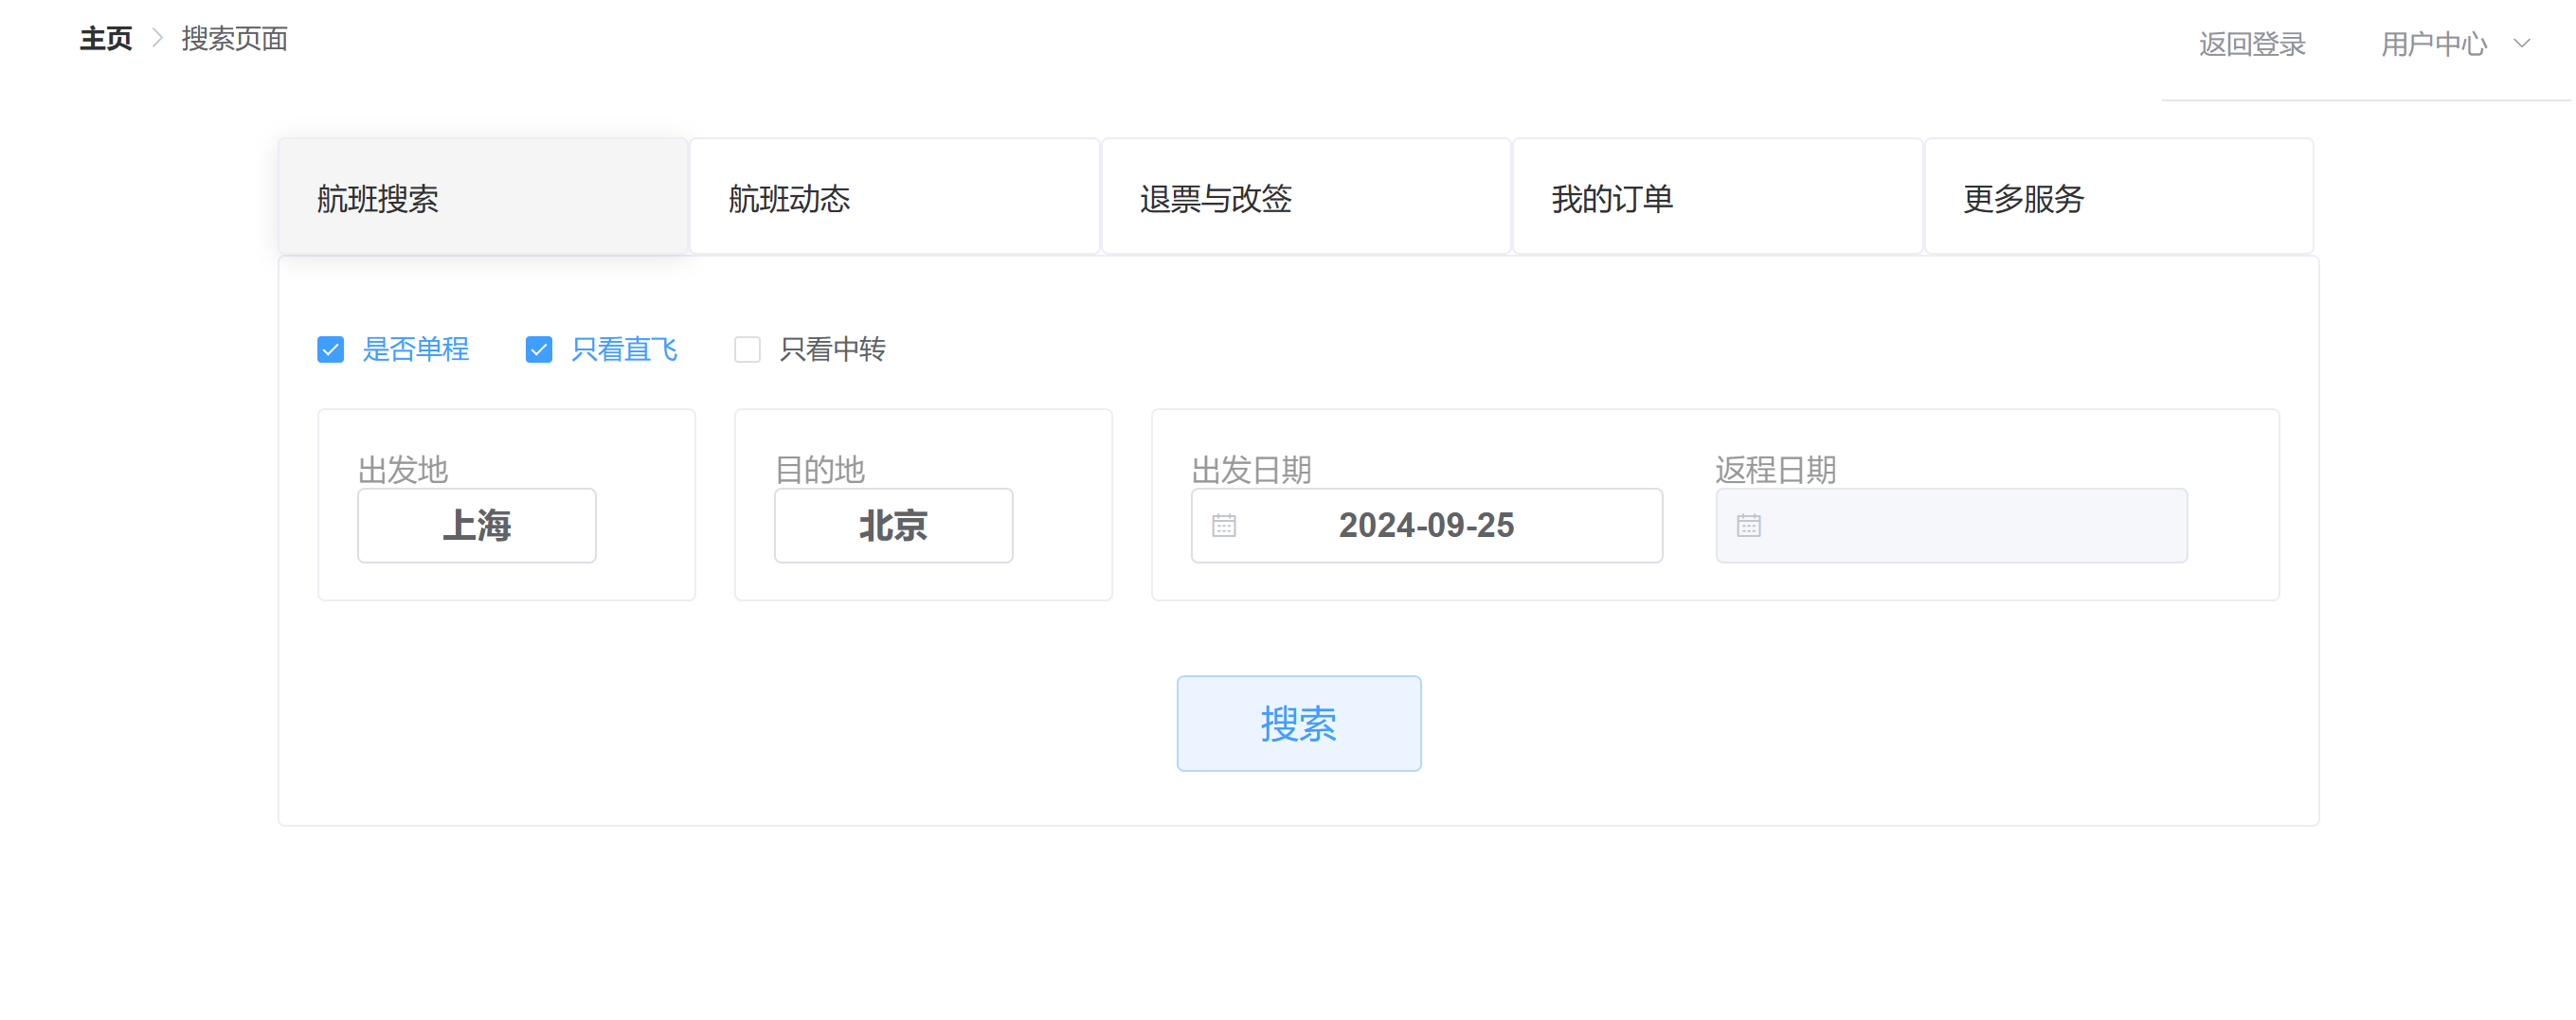 主页 搜索页面
返回登录 用户中心
航班搜索 航班动态 退票与改签 我的订单 更多服务
是否单程 只看直飞 只看中转
出发地 目的地 出发日期 返程日期
上海 北京 2024-09-25
搜索